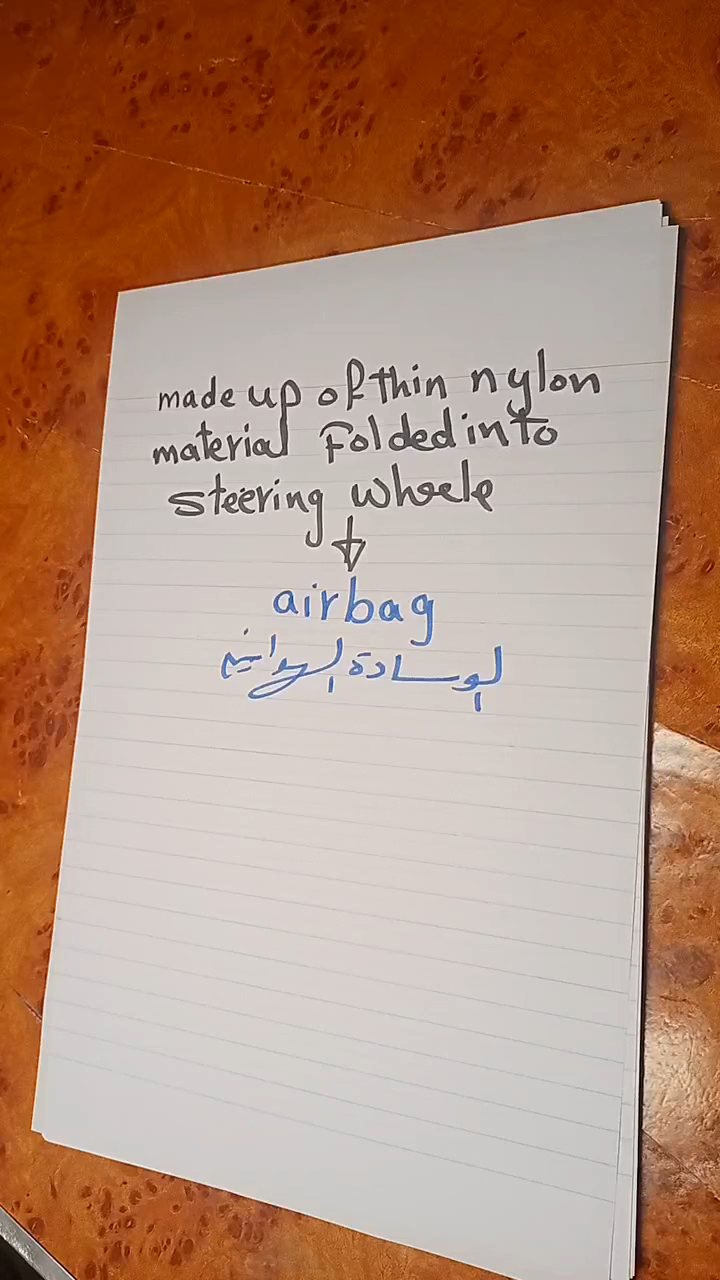 made up of thin nylon
material Folded into
steering wheele
airbag
الوسادة الهوائية